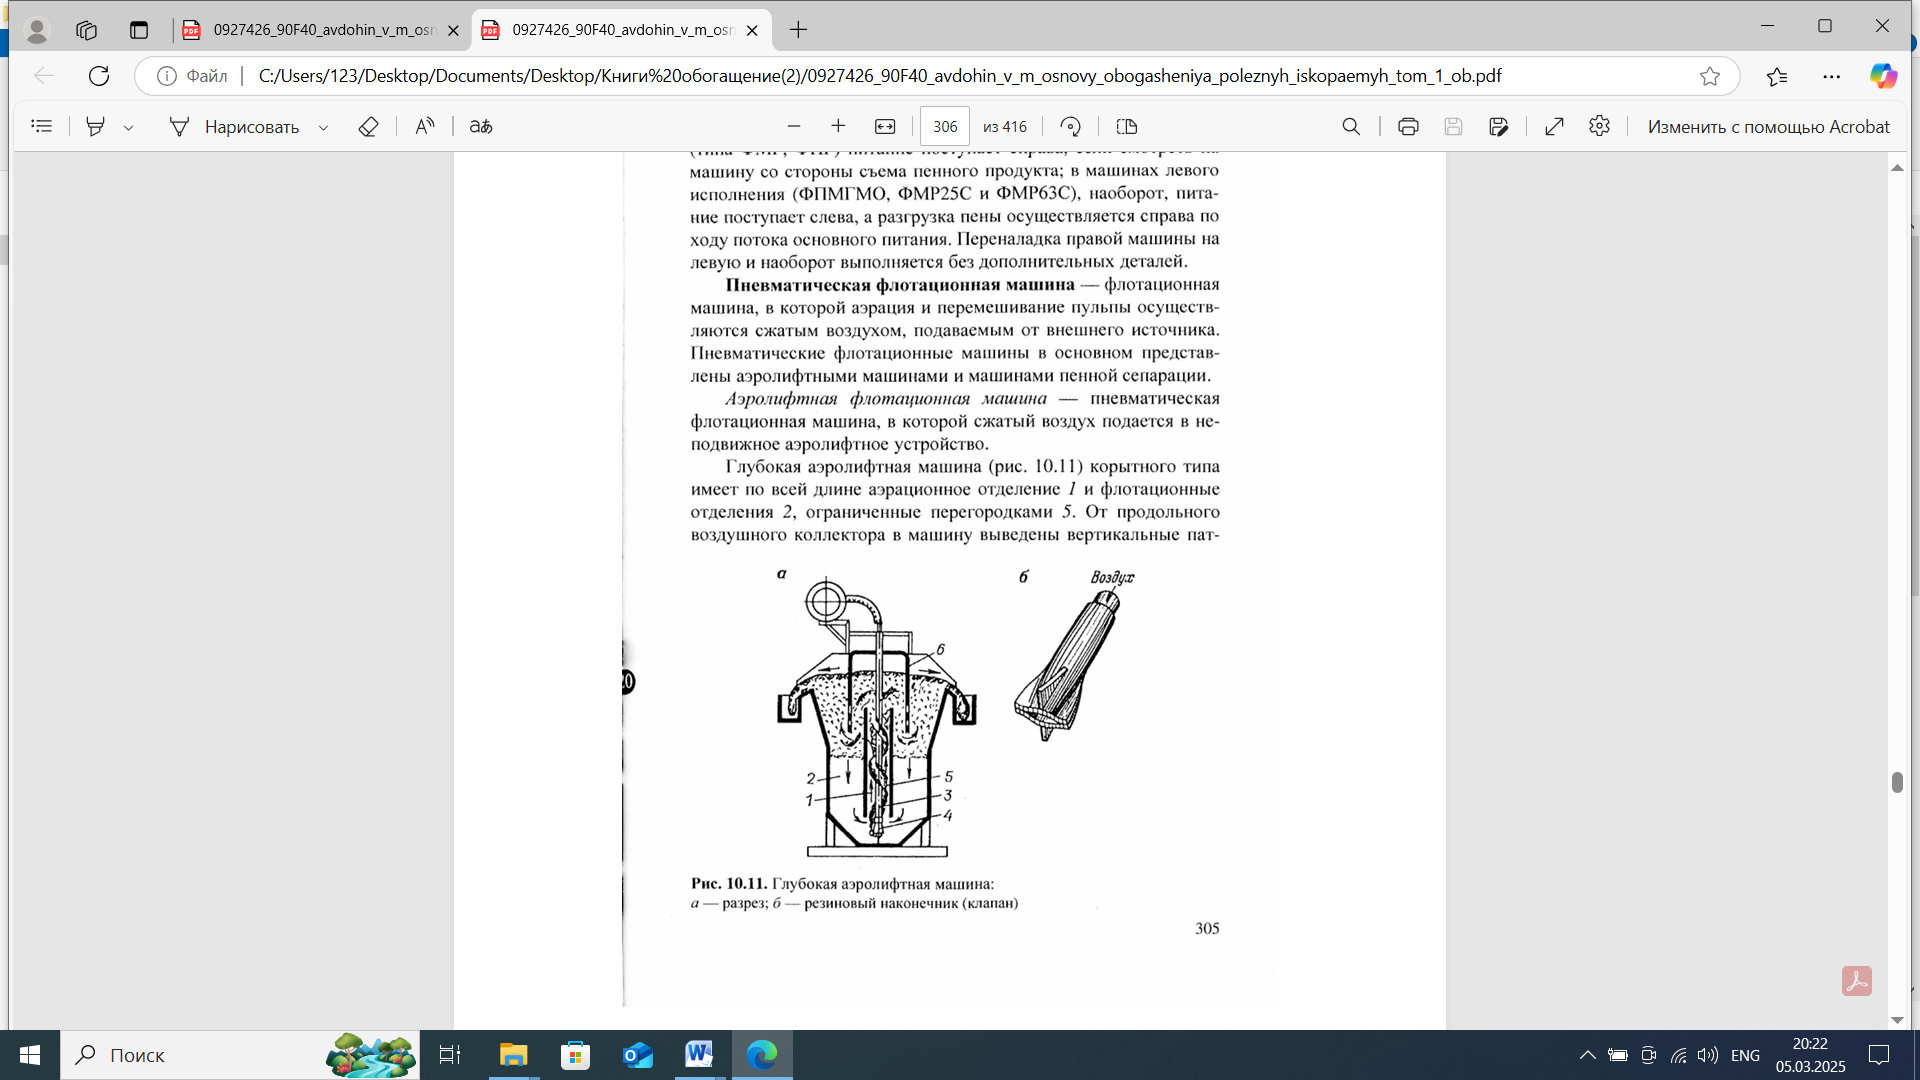 0927426_90F40_avdohin_v_m_osn
0927426_90F40_avdohin_v_m_osn
Файл
C:/Users/123/Desktop/Documents/Desktop/Книги%20обогащение(2)/0927426_90F40_avdohin_v_m_osnovy_obogasheniya_poleznyh_iskopaemyh_tom_1_ob.pdf
Нарисовать
аあ
306 из 416
Изменить с помощью Acrobat
машину со стороны съема пенного продукта; в машинах левого
исполнения (ФПМГМО, ФМР25С и ФМР63С), наоборот, пита-
ние поступает слева, а разгрузка пены осуществляется справа по
ходу потока основного питания. Переналадка правой машины на
левую и наоборот выполняется без дополнительных деталей.
Пневматическая флотационная машина — флотационная
машина, в которой аэрация и перемешивание пульпы осуществ-
ляются сжатым воздухом, подаваемым от внешнего источника.
Пневматические флотационные машины в основном представ-
лены аэролифтными машинами и машинами пенной сепарации.
Аэролифтная флотационная машина — пневматическая
флотационная машина, в которой сжатый воздух подается в не-
подвижное аэролифтное устройство.
Глубокая аэролифтная машина (рис. 10.11) корытного типа
имеет по всей длине аэрационное отделение 1 и флотационные
отделения 2, ограниченные перегородками 5. От продольного
воздушного коллектора в машину выведены вертикальные пат-
а
б
Воздух
6
2
5
1
3
4
Рис. 10.11. Глубокая аэролифтная машина:
а — разрез; б — резиновый наконечник (клапан)
305
Поиск
ENG
20:22
05.03.2025